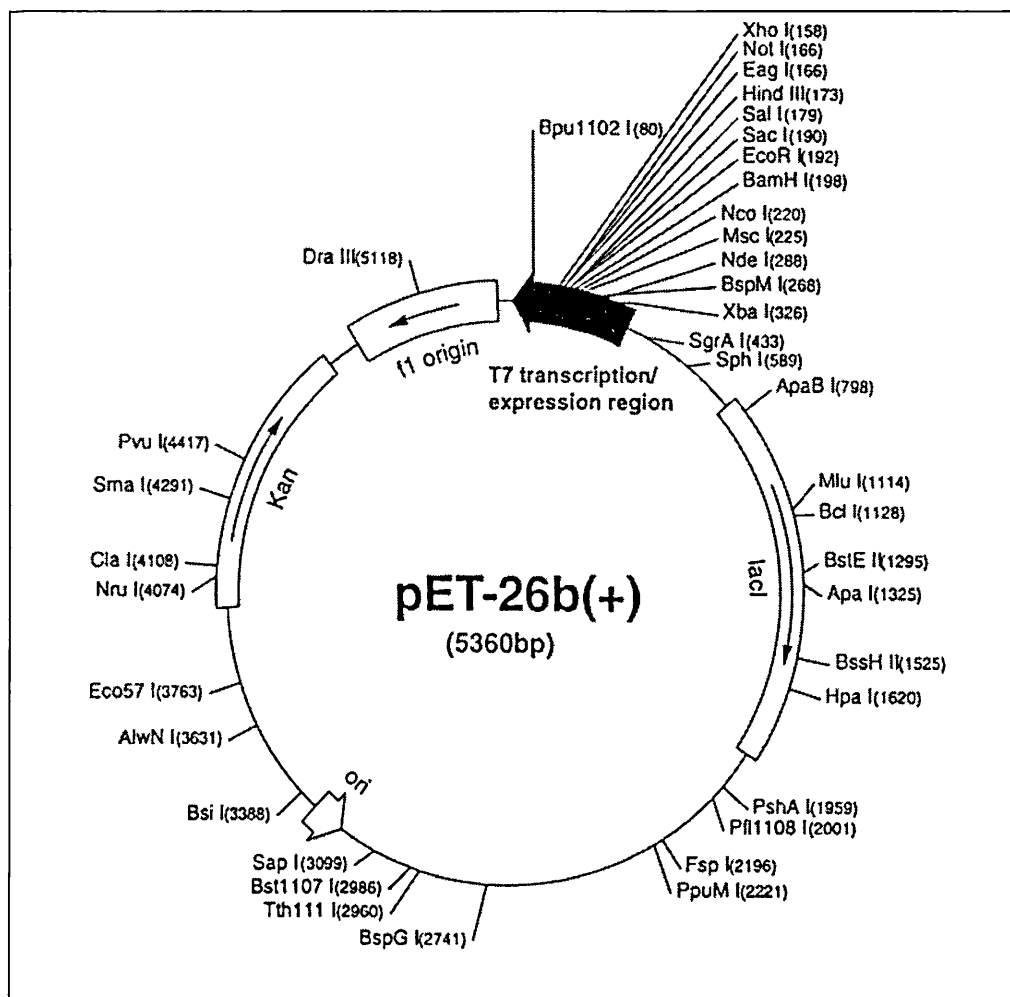 Xho I(158)
Not I(166)
Eag I(166)
Hind III(173)
Sal I(179)
Sac I(190)
EcoR I(192)
BamH I(198)
Bpu1102 I(80)
Nco I(220)
Msc I(225)
Nde I(288)
BspM I(268)
Xba I(326)
SgrA I(433)
Sph I(589)
ApaB I(798)
Mlu I(1114)
Bcl I(1128)
BstE II(1295)
Apa I(1325)
BssH II(1525)
Hpa I(1620)
PshA I(1959)
Pfl1108 I(2001)
Fsp I(2196)
PpuM I(2221)
BspG I(2741)
Tth111 I(2960)
Bst1107 I(2986)
Sap I(3099)
Bsi I(3388)
AlwN I(3631)
Eco57 I(3763)
Nru I(4074)
Cla I(4108)
Sma I(4291)
Pvu I(4417)
Dra III(5118)
f1 origin
Kan
lacI
ori
T7 transcription/
expression region
pET-26b(+)
(5360bp)